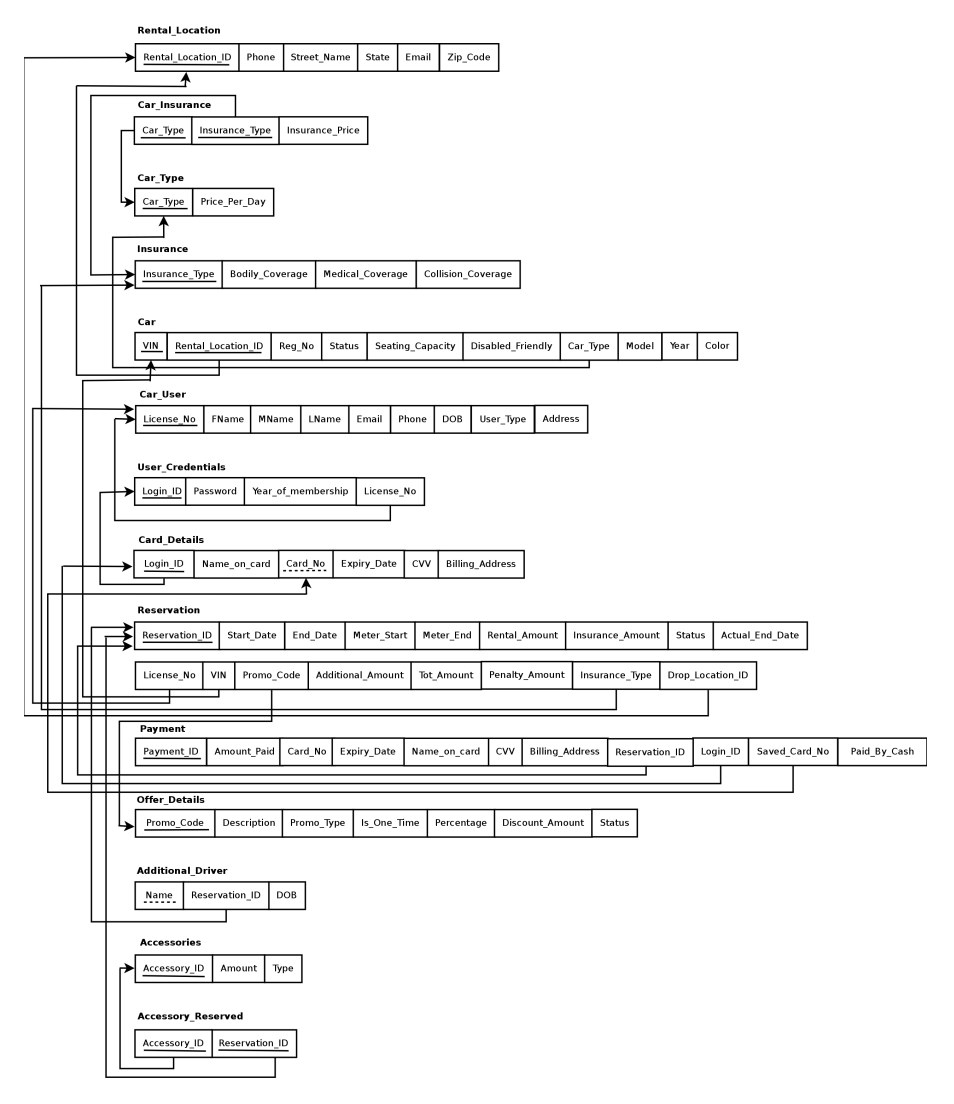 Rental_Location
Rental_Location_ID Phone Street_Name State Email Zip_Code
Car_Insurance
Car_Type Insurance_Type Insurance_Price
Car_Type
Car_Type Price_Per_Day
Insurance
Insurance_Type Bodily_Coverage Medical_Coverage Collision_Coverage
Car
VIN Rental_Location_ID Reg_No Status Seating_Capacity Disabled_Friendly Car_Type Model Year Color
Car_User
License_No FName MName LName Email Phone DOB User_Type Address
User_Credentials
Login_ID Password Year_of_membership License_No
Card_Details
Login_ID Name_on_card Card_No Expiry_Date CVV Billing_Address
Reservation
Reservation_ID Start_Date End_Date Meter_Start Meter_End Rental_Amount Insurance_Amount Status Actual_End_Date
License_No VIN Promo_Code Additional_Amount Tot_Amount Penalty_Amount Insurance_Type Drop_Location_ID
Payment
Payment_ID Amount_Paid Card_No Expiry_Date Name_on_card CVV Billing_Address Reservation_ID Login_ID Saved_Card_No Paid_By_Cash
Offer_Details
Promo_Code Description Promo_Type Is_One_Time Percentage Discount_Amount Status
Additional_Driver
Name Reservation_ID DOB
Accessories
Accessory_ID Amount Type
Accessory_Reserved
Accessory_ID Reservation_ID